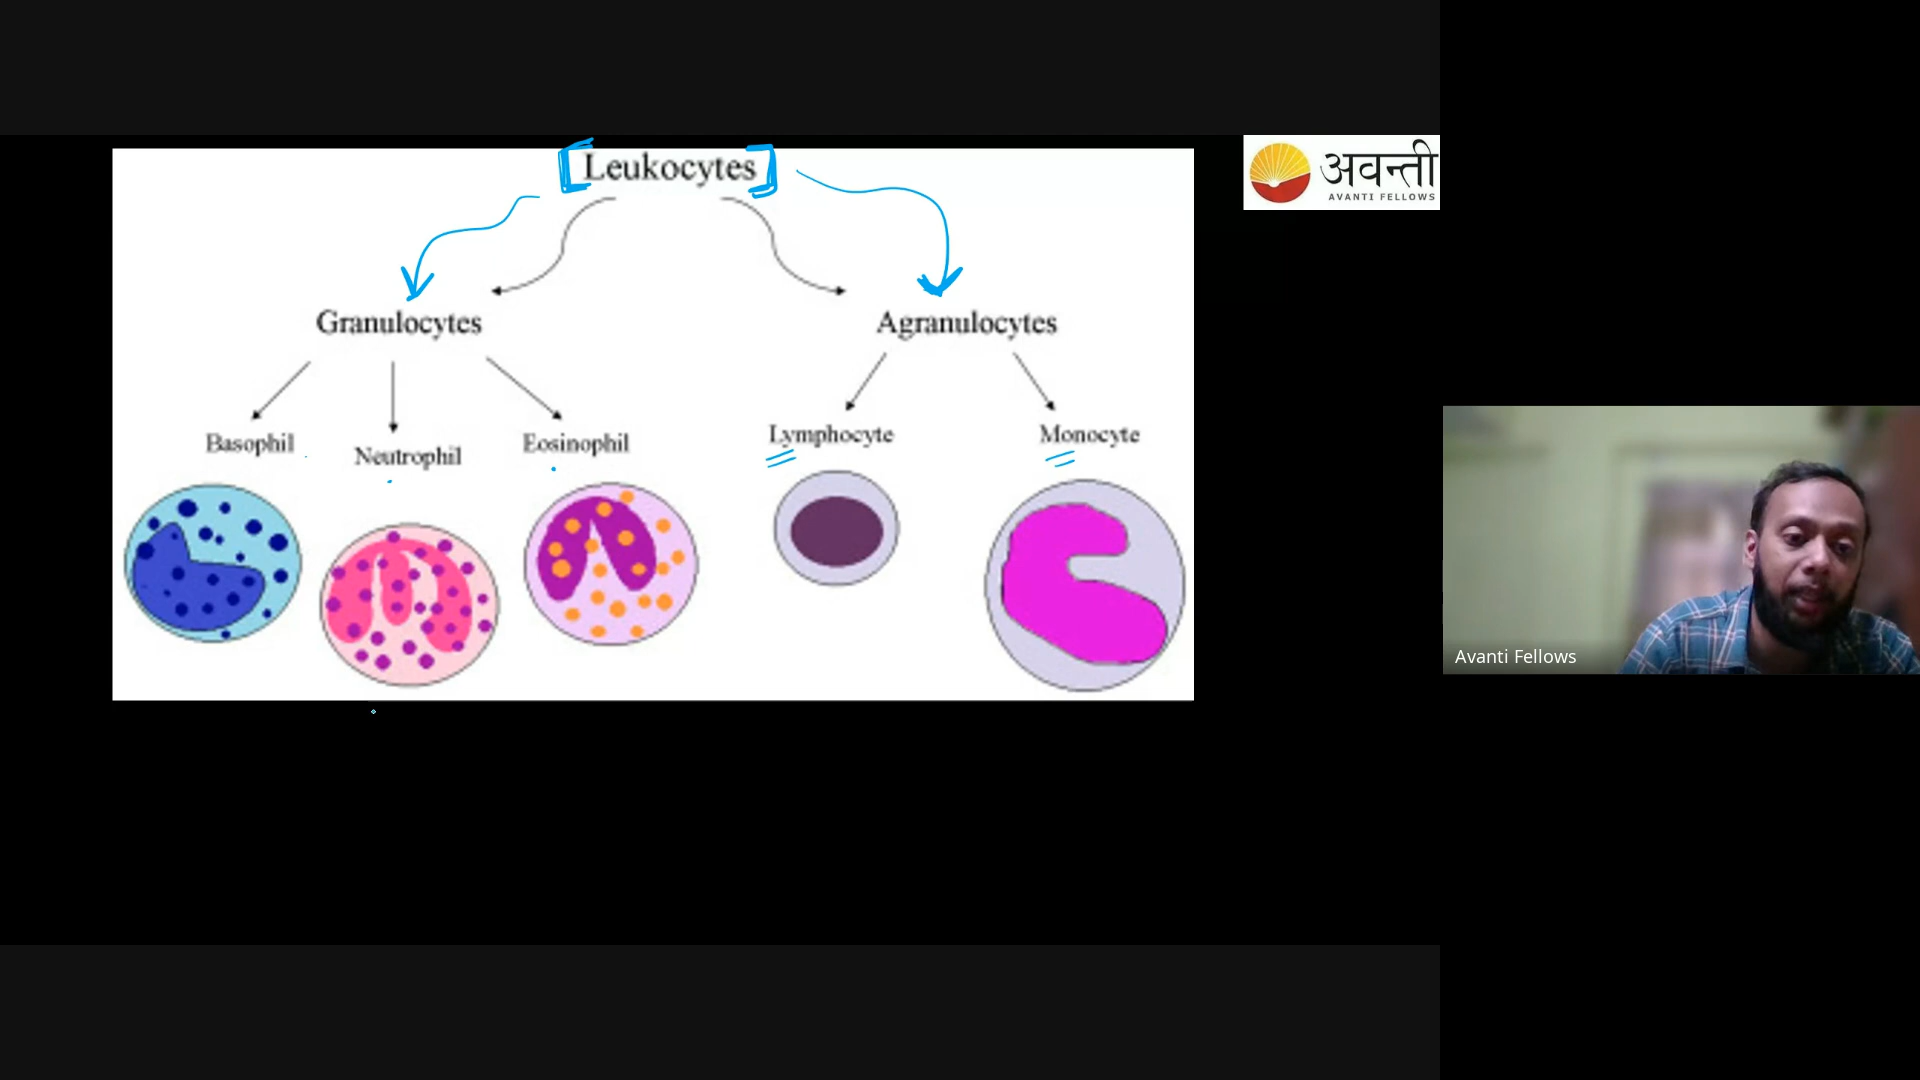 Leukocytes
अवन्ती
AVANTI FELLOWS
Granulocytes
Agranulocytes
Basophil
Neutrophil
Eosinophil
Lymphocyte
Monocyte
Avanti Fellows